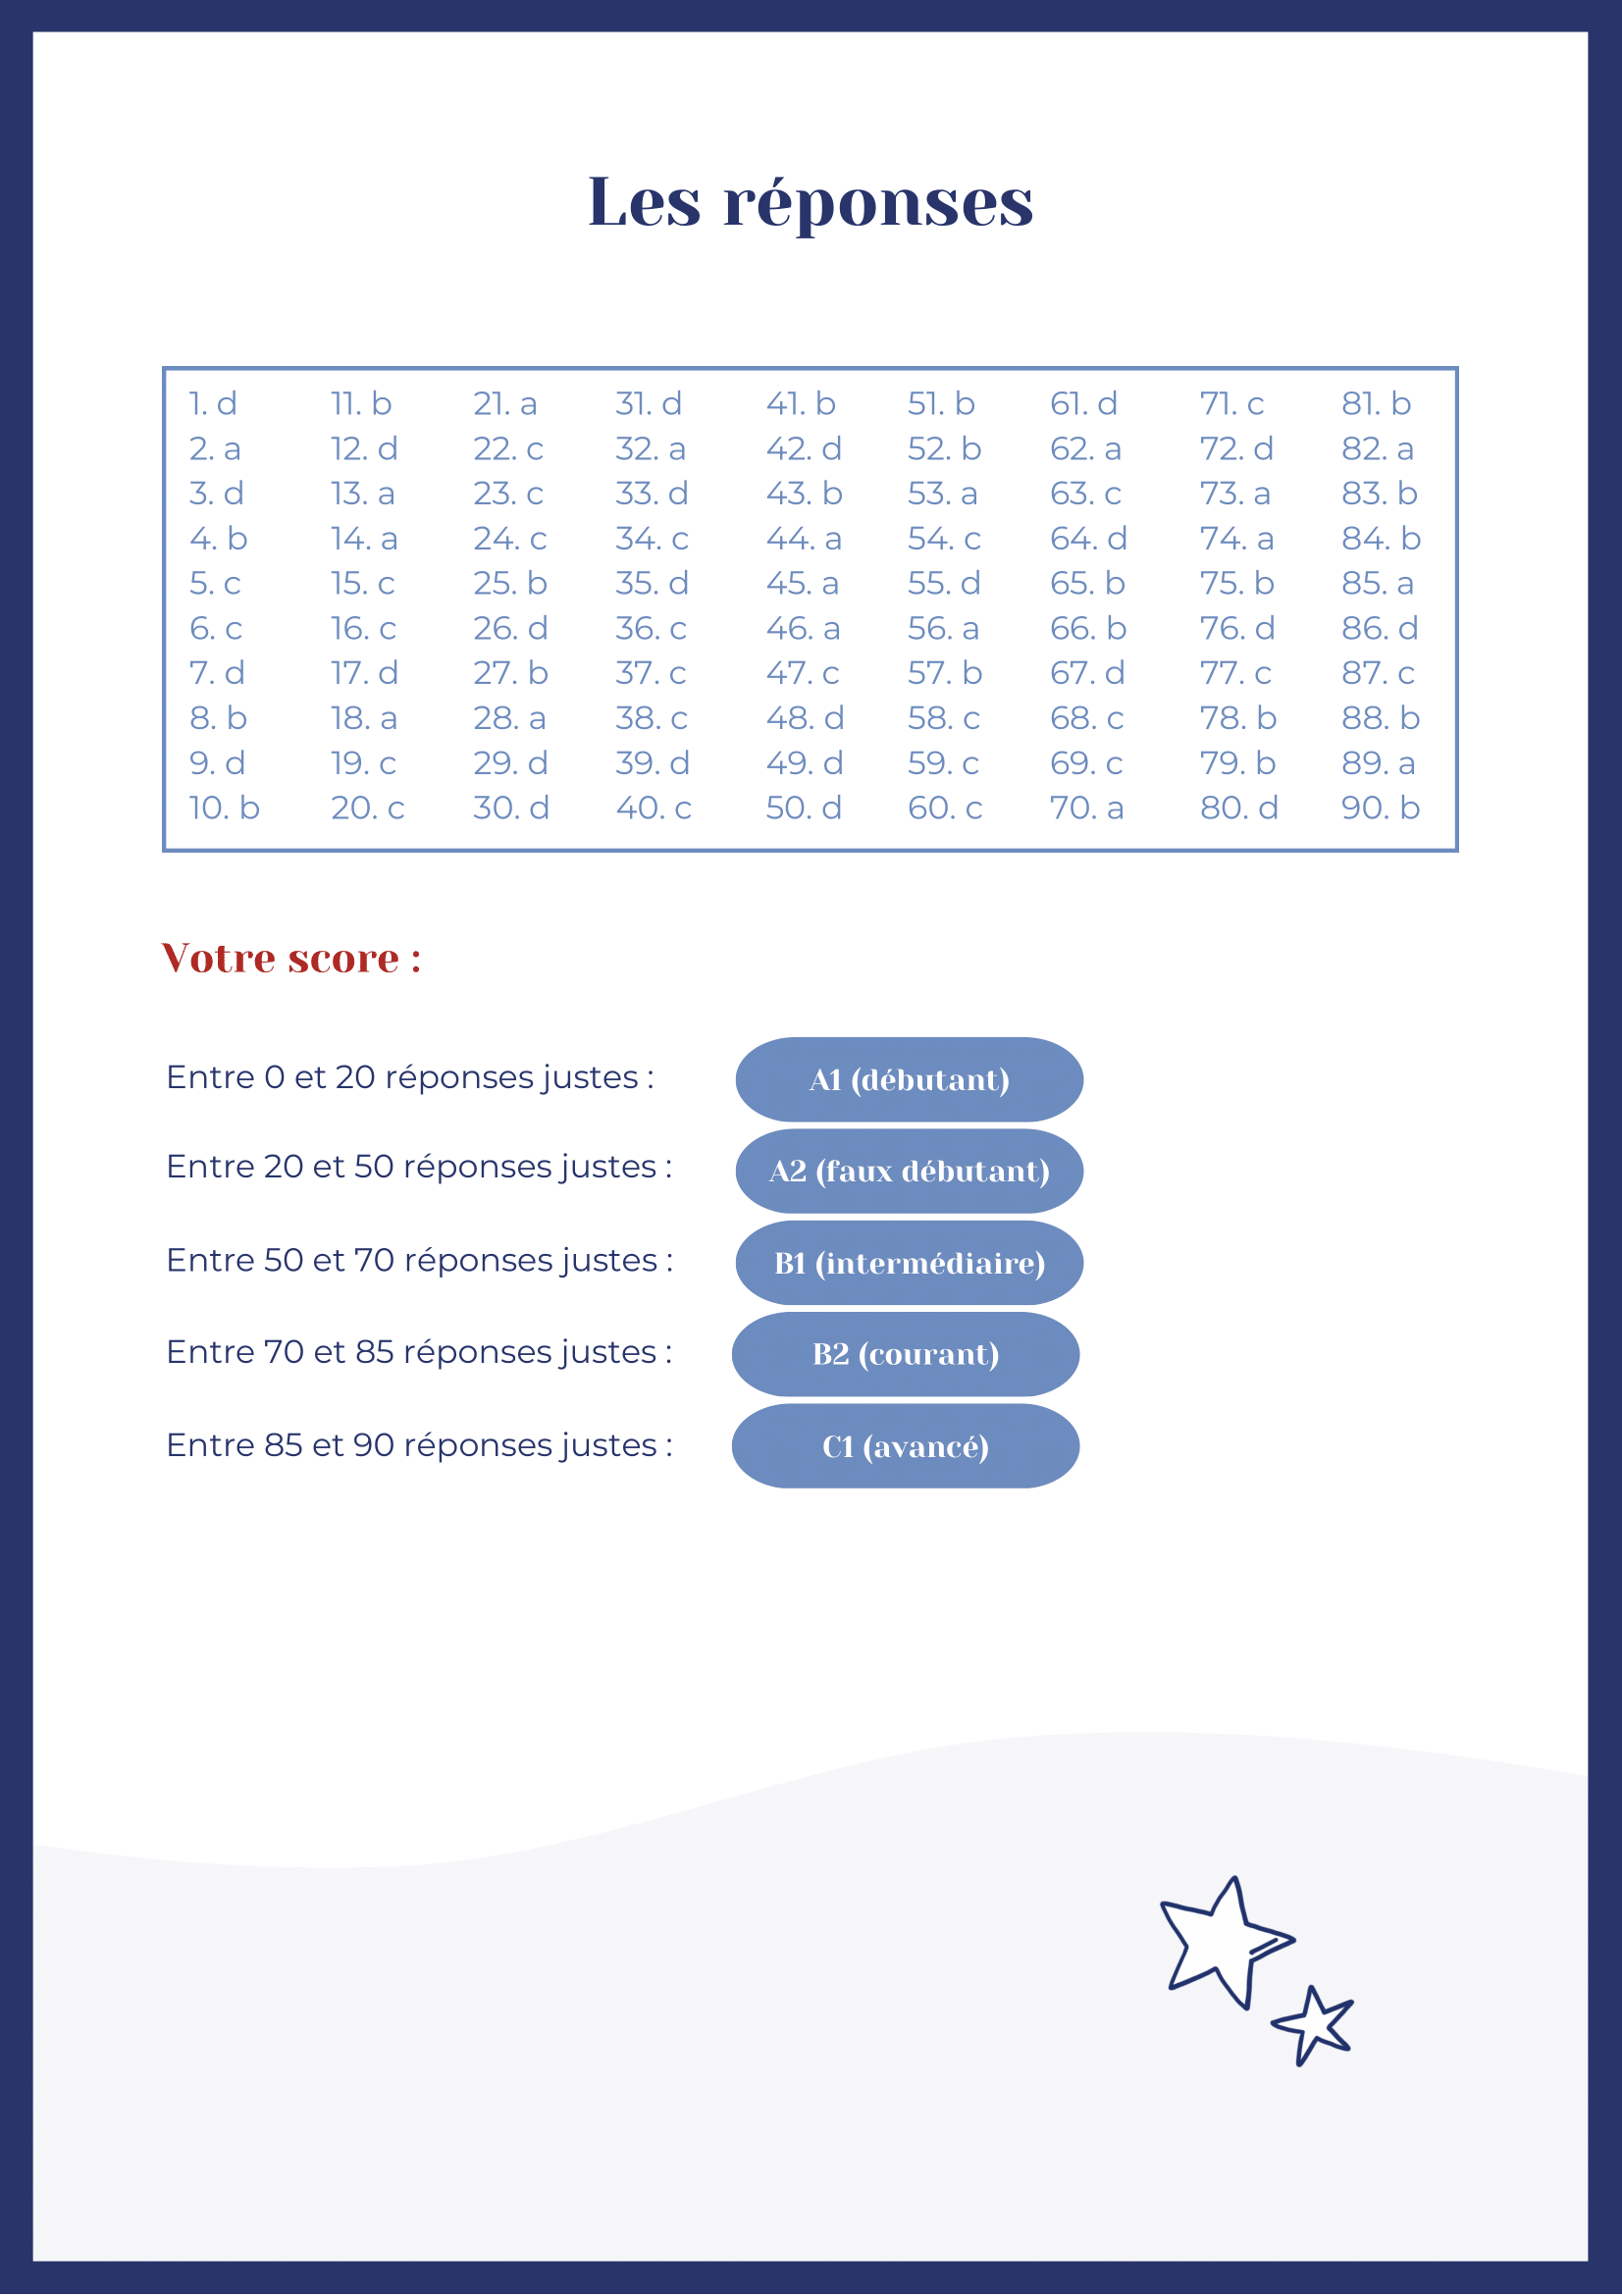 Les réponses
1. d 11. b 21. a 31. d 41. b 51. b 61. d 71. c 81. b
2. a 12. d 22. c 32. a 42. d 52. b 62. a 72. d 82. a
3. d 13. a 23. c 33. d 43. b 53. a 63. c 73. a 83. b
4. b 14. a 24. c 34. c 44. a 54. c 64. d 74. a 84. b
5. c 15. c 25. b 35. d 45. a 55. d 65. b 75. b 85. a
6. c 16. c 26. d 36. c 46. a 56. a 66. b 76. d 86. d
7. d 17. d 27. b 37. c 47. c 57. b 67. d 77. c 87. c
8. b 18. a 28. a 38. c 48. d 58. c 68. c 78. b 88. b
9. d 19. c 29. d 39. d 49. d 59. c 69. c 79. b 89. a
10. b 20. c 30. d 40. c 50. d 60. c 70. a 80. d 90. b
Votre score :
Entre 0 et 20 réponses justes : A1 (débutant)
Entre 20 et 50 réponses justes : A2 (faux débutant)
Entre 50 et 70 réponses justes : B1 (intermédiaire)
Entre 70 et 85 réponses justes : B2 (courant)
Entre 85 et 90 réponses justes : C1 (avancé)